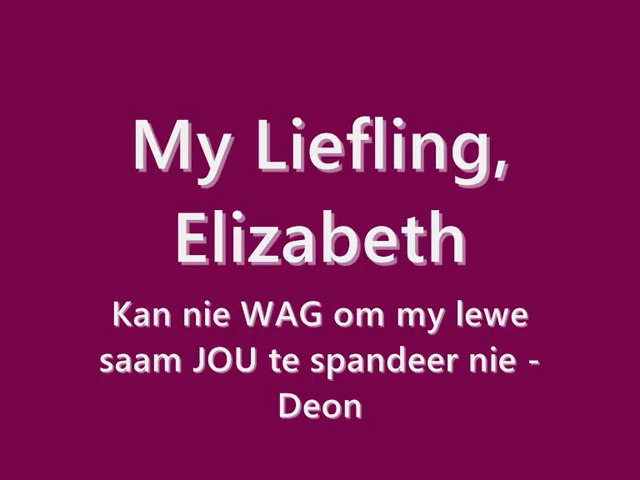 My Liefling,
Elizabeth
Kan nie WAG om my lewe
saam JOU te spandeer nie -
Deon